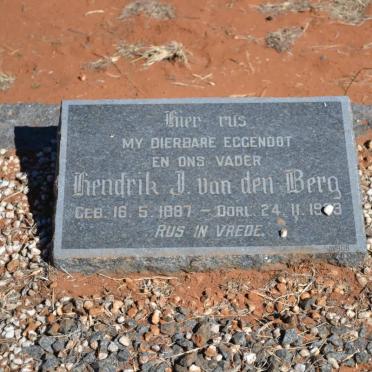 Hier rus
MY DIERBARE EGGENOOT
EN ONS VADER
Hendrik J. van den Berg
GEB. 16. 5. 1887 – OORL. 24. 11.
RUS IN VREDE.